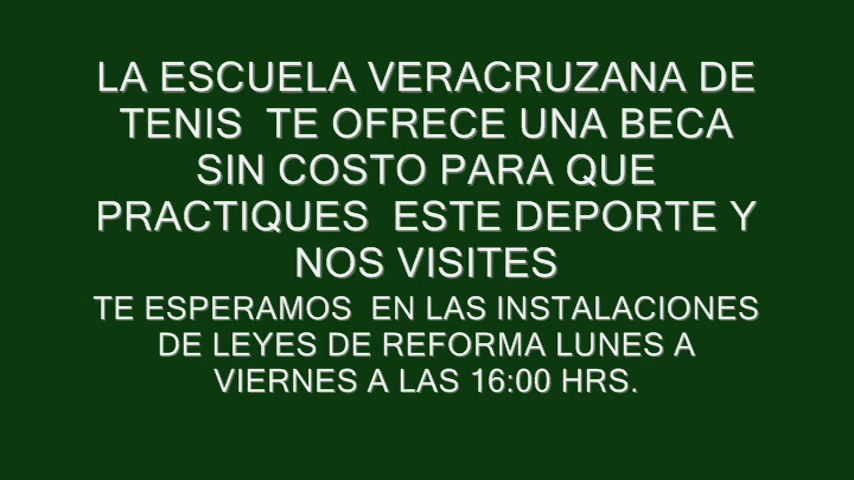 LA ESCUELA VERACRUZANA DE
TENIS TE OFRECE UNA BECA
SIN COSTO PARA QUE
PRACTIQUES ESTE DEPORTE Y
NOS VISITES
TE ESPERAMOS EN LAS INSTALACIONES
DE LEYES DE REFORMA LUNES A
VIERNES A LAS 16:00 HRS.